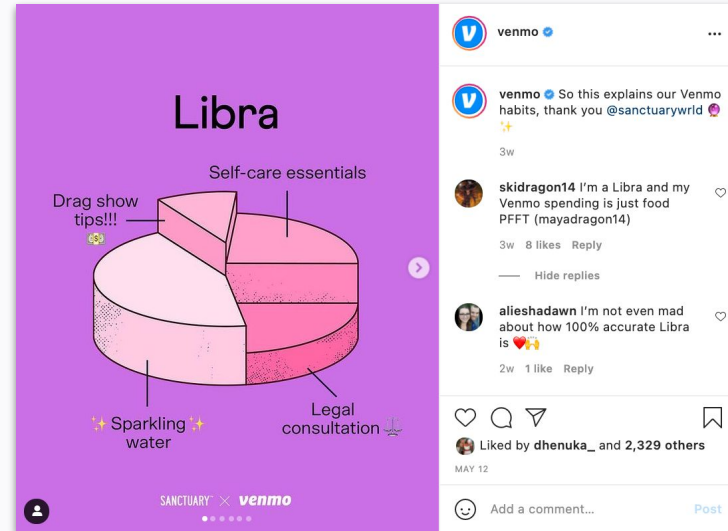 Libra
Self-care essentials
Drag show
tips!!!
✨ Sparkling ✨
water
Legal
consultation ⚖️
SANCTUARY™ × venmo
venmo
venmo So this explains our Venmo
habits, thank you @sanctuarywrld 🔮
✨
3w
skidragon14 I'm a Libra and my
Venmo spending is just food
PFFT (mayadragon14)
3w 8 likes Reply
Hide replies
alieshadawn I'm not even mad
about how 100% accurate Libra
is ❤️🙌
2w 1 like Reply
Liked by dhenuka_ and 2,329 others
MAY 12
Add a comment... Post